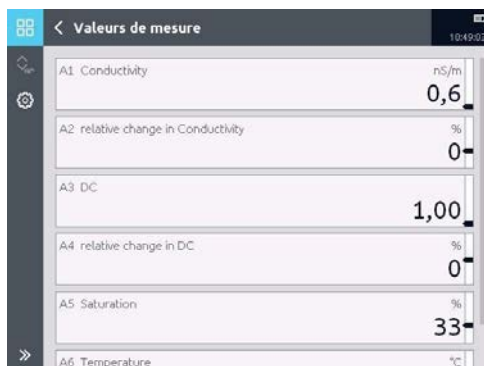 Valeurs de mesure
10:49:02
A1 Conductivity
nS/m
0,6
A2 relative change in Conductivity
%
0
A3 DC
1,00
A4 relative change in DC
%
0
A5 Saturation
%
33
A6 Temperature
°C